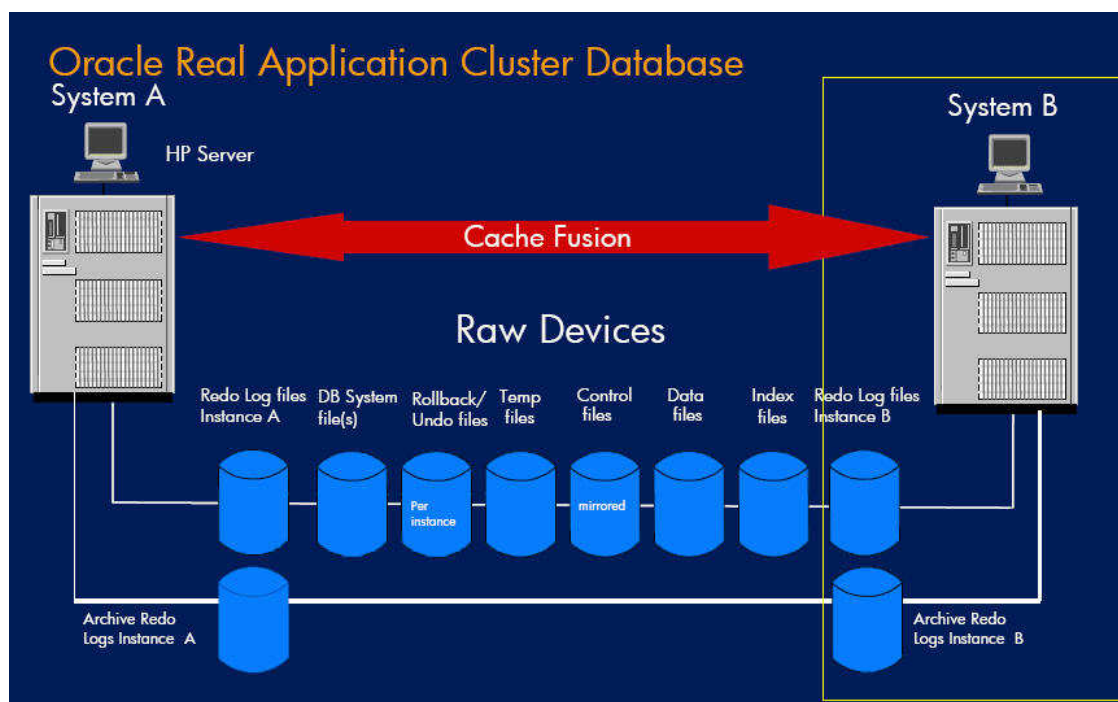 Oracle Real Application Cluster Database
System A
System B
HP Server
Cache Fusion
Raw Devices
Redo Log files
Instance A
DB System
file(s)
Rollback/
Undo files
Temp
files
Control
files
Data
files
Index
files
Redo Log files
Instance B
Per
instance
mirrored
Archive Redo
Logs Instance A
Archive Redo
Logs Instance B